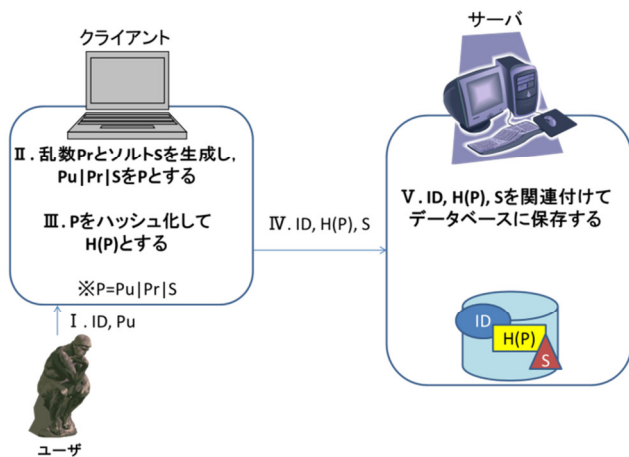 クライアント
サーバ
Ⅱ. 乱数PrとソルトSを生成し,
Pu|Pr|SをPとする
Ⅲ. Pをハッシュ化して
H(P)とする
※P=Pu|Pr|S
Ⅳ. ID, H(P), S
Ⅴ. ID, H(P), Sを関連付けて
データベースに保存する
ID
H(P)
S
Ⅰ. ID, Pu
ユーザ